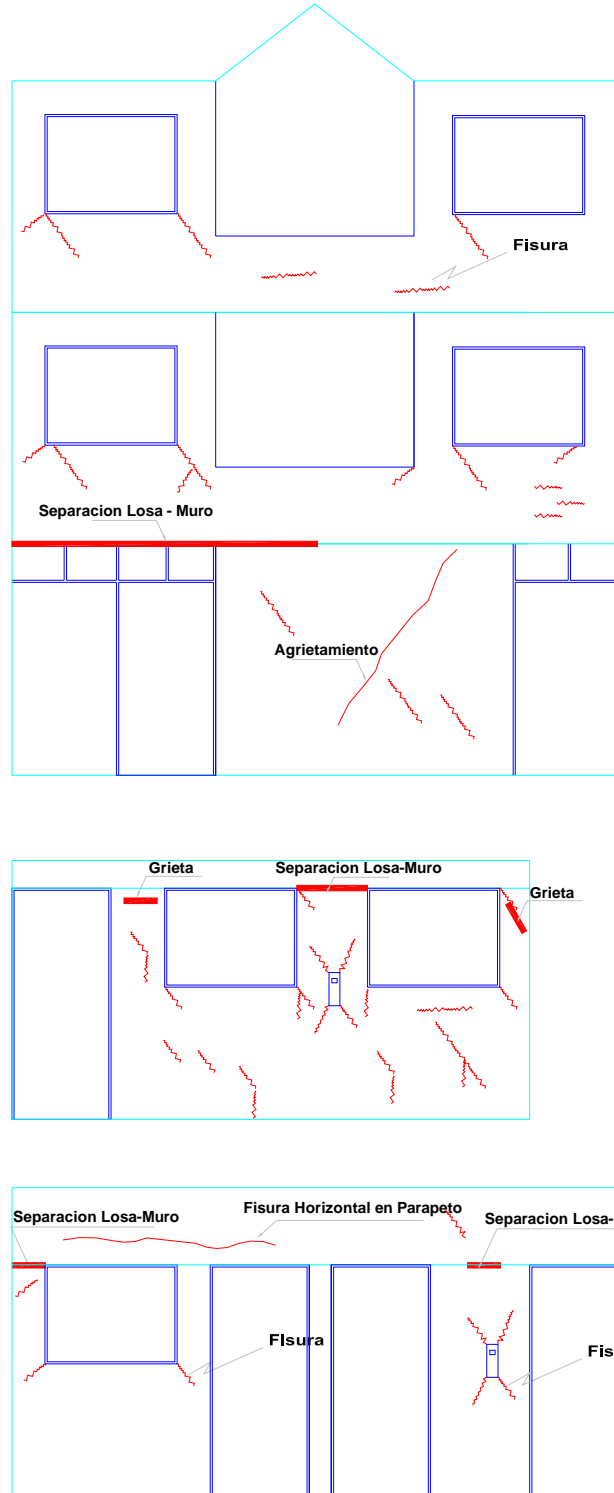 Fisura
Separacion Losa - Muro
Agrietamiento
Grieta
Separacion Losa-Muro
Grieta
Separacion Losa-Muro
Fisura Horizontal en Parapeto
Separacion Losa-
FIsura
Fis